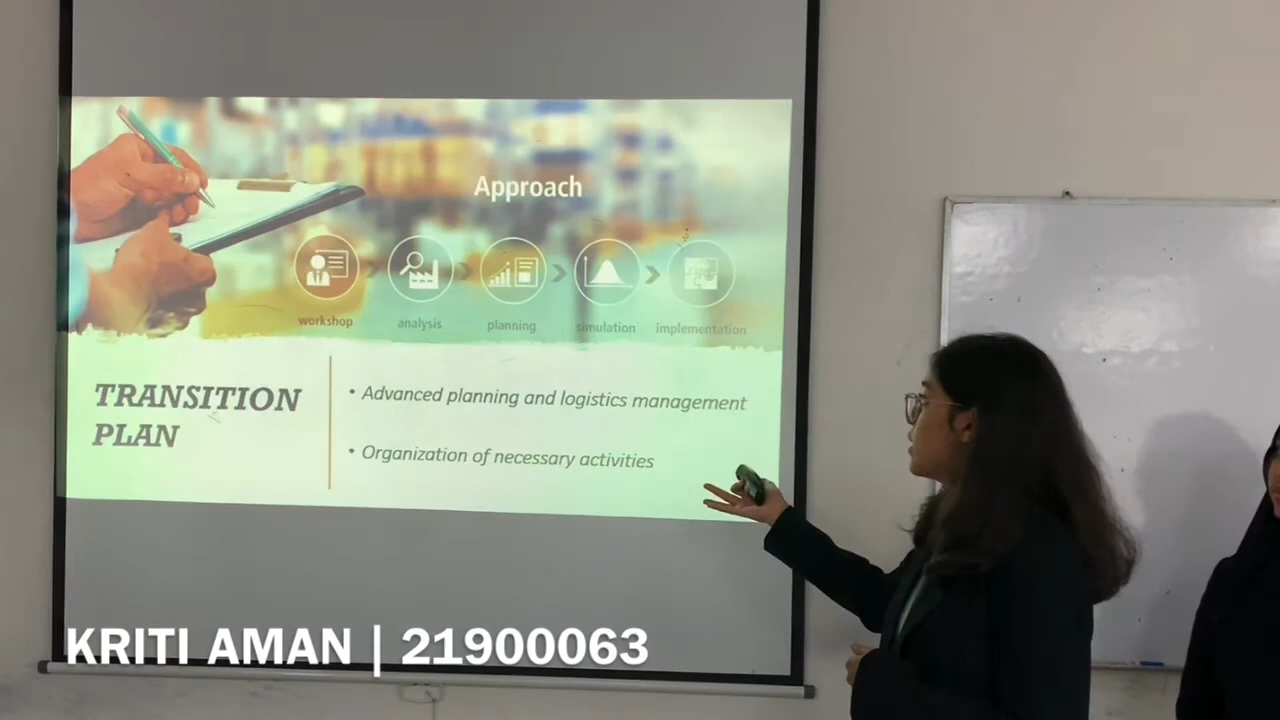 Approach
workshop analysis planning simulation implementation
TRANSITION
PLAN
• Advanced planning and logistics management
• Organization of necessary activities
KRITI AMAN | 21900063